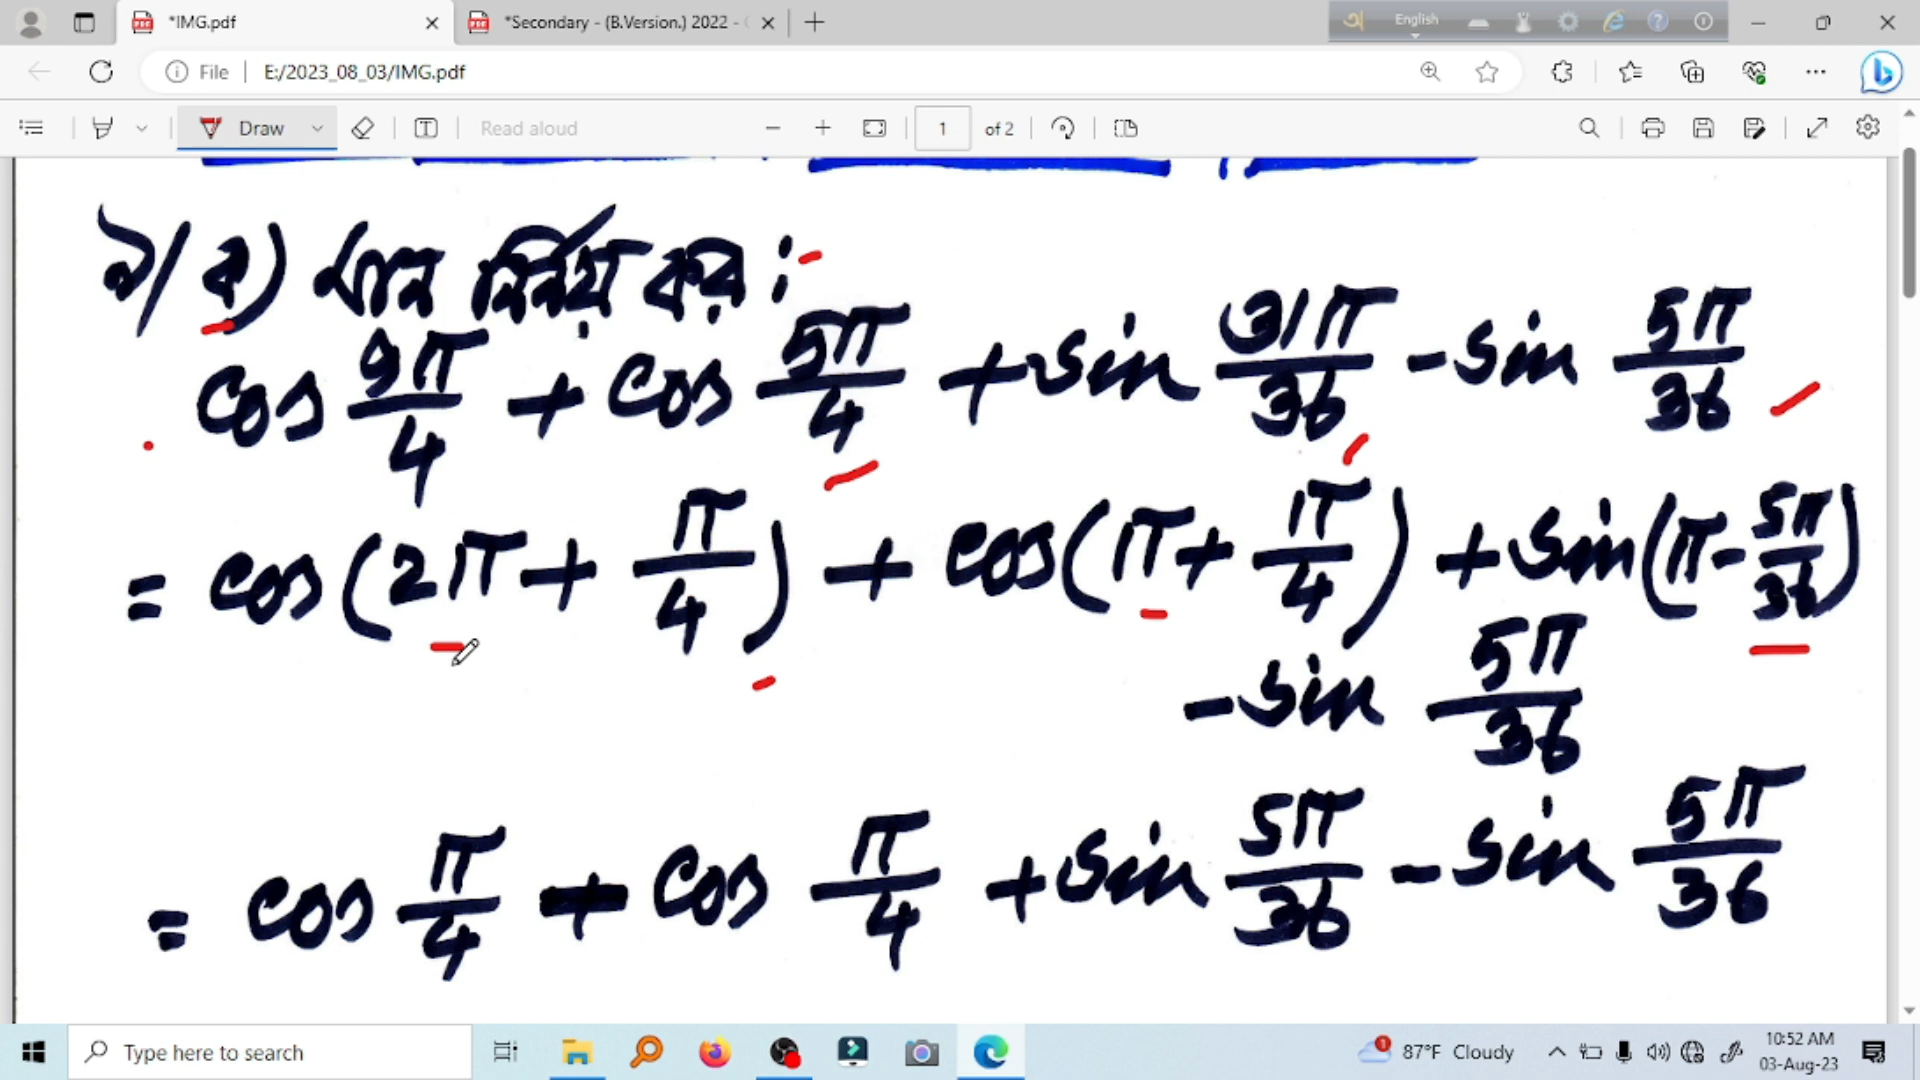 *IMG.pdf
*Secondary - (B.Version.) 2022 -
English
File
E:/2023_08_03/IMG.pdf
Draw
Read aloud
1 of 2
৯/ ক) মান নির্ণয় কর :
cos 9π/4 + cos 5π/4 + sin 31π/36 - sin 5π/36
= cos(2π + π/4) + cos(π + π/4) + sin(π - 5π/36)
- sin 5π/36
= cos π/4 - cos π/4 + sin 5π/36 - sin 5π/36
Type here to search
1
87°F Cloudy
10:52 AM
03-Aug-23